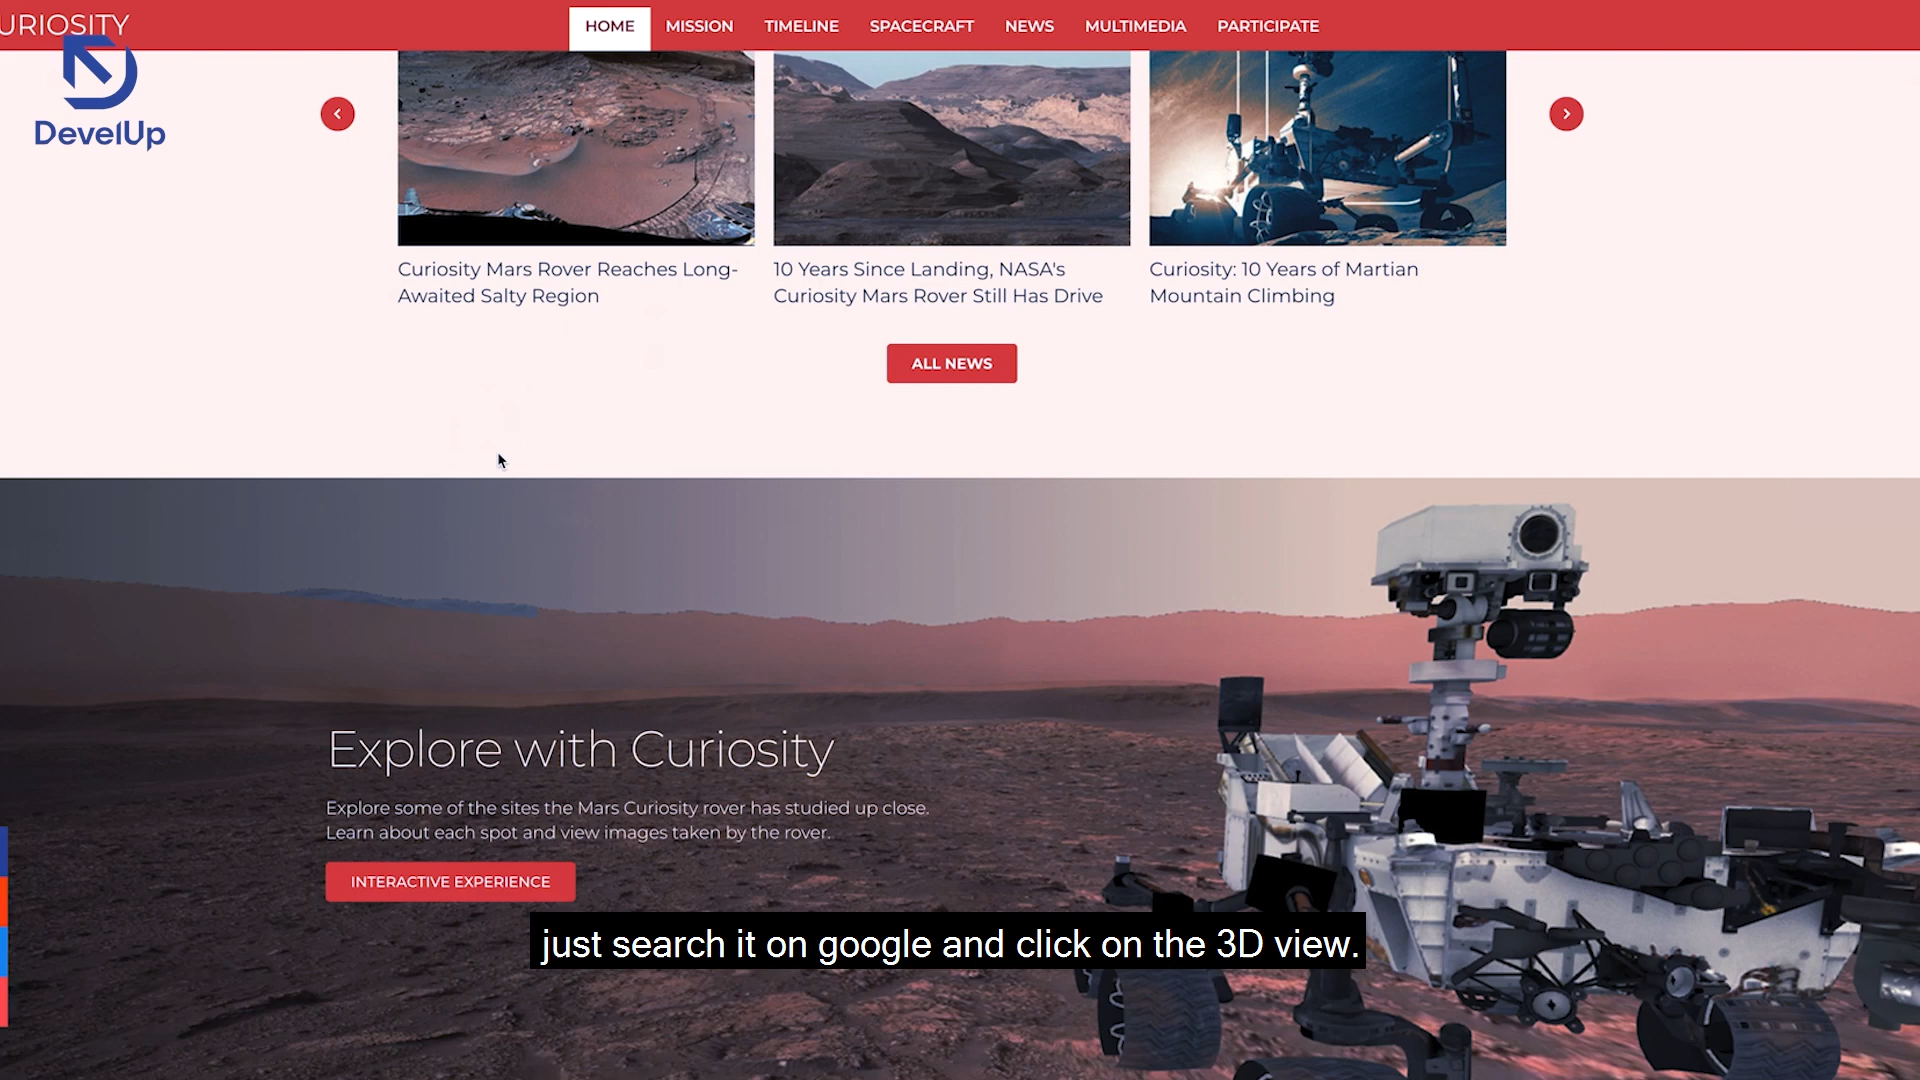 URIOSITY
HOME MISSION TIMELINE SPACECRAFT NEWS MULTIMEDIA PARTICIPATE
DevelUp
Curiosity Mars Rover Reaches Long-
Awaited Salty Region
10 Years Since Landing, NASA's
Curiosity Mars Rover Still Has Drive
Curiosity: 10 Years of Martian
Mountain Climbing
ALL NEWS
Explore with Curiosity
Explore some of the sites the Mars Curiosity rover has studied up close.
Learn about each spot and view images taken by the rover.
INTERACTIVE EXPERIENCE
just search it on google and click on the 3D view.